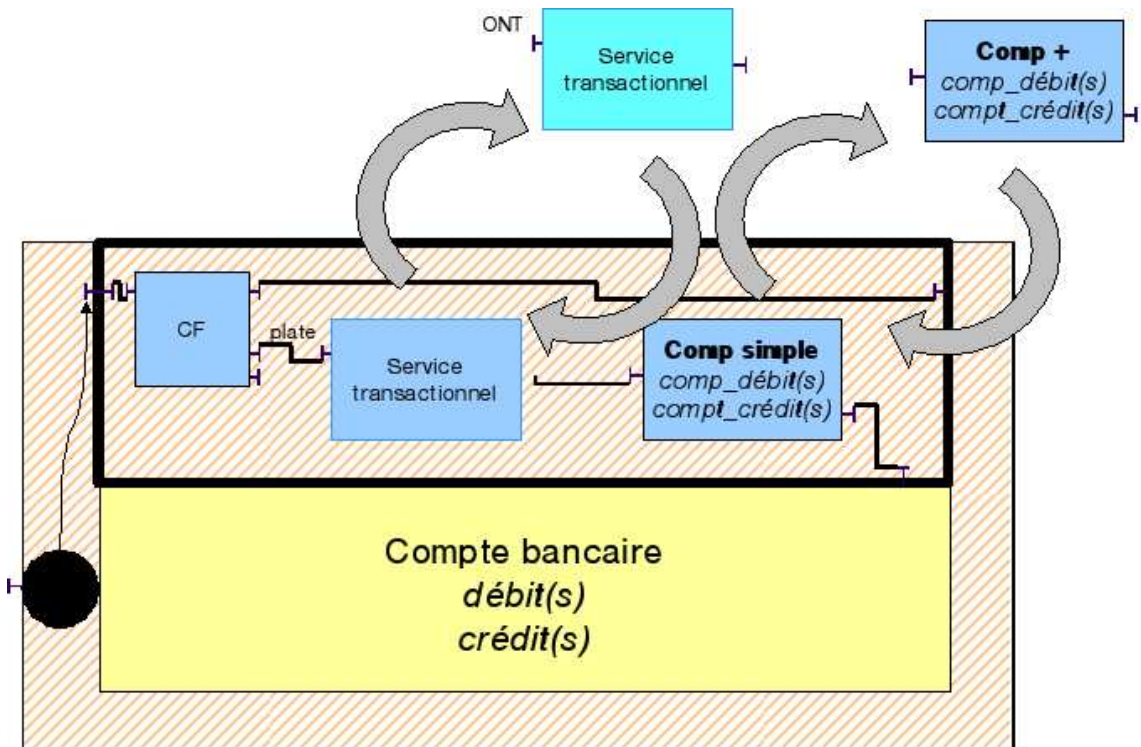 ONT
Service
transactionnel
Comp +
comp_débit(s)
compt_crédit(s)
CF
plate
Service
transactionnel
Comp simple
comp_débit(s)
compt_crédit(s)
Compte bancaire
débit(s)
crédit(s)